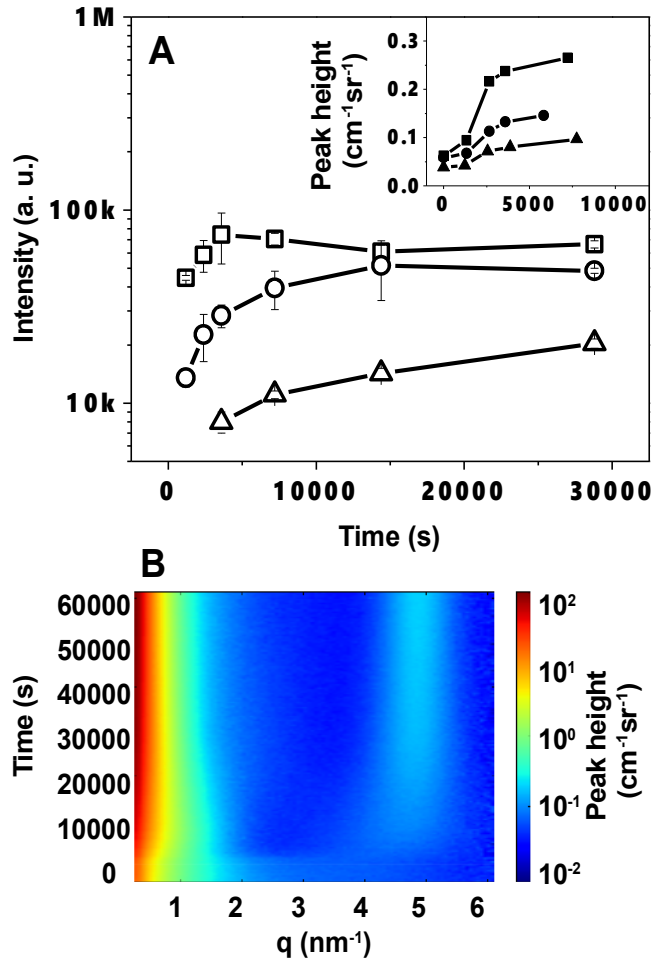 A
1M
100k
10k
Intensity (a. u.)
0 10000 20000 30000
Time (s)
0.3
0.2
0.1
0.0
Peak height
(cm-1sr-1)
0 5000 10000
B
60000
50000
40000
30000
20000
10000
0
Time (s)
1 2 3 4 5 6
q (nm-1)
10²
10¹
10⁰
10⁻¹
10⁻²
Peak height
(cm-1sr-1)